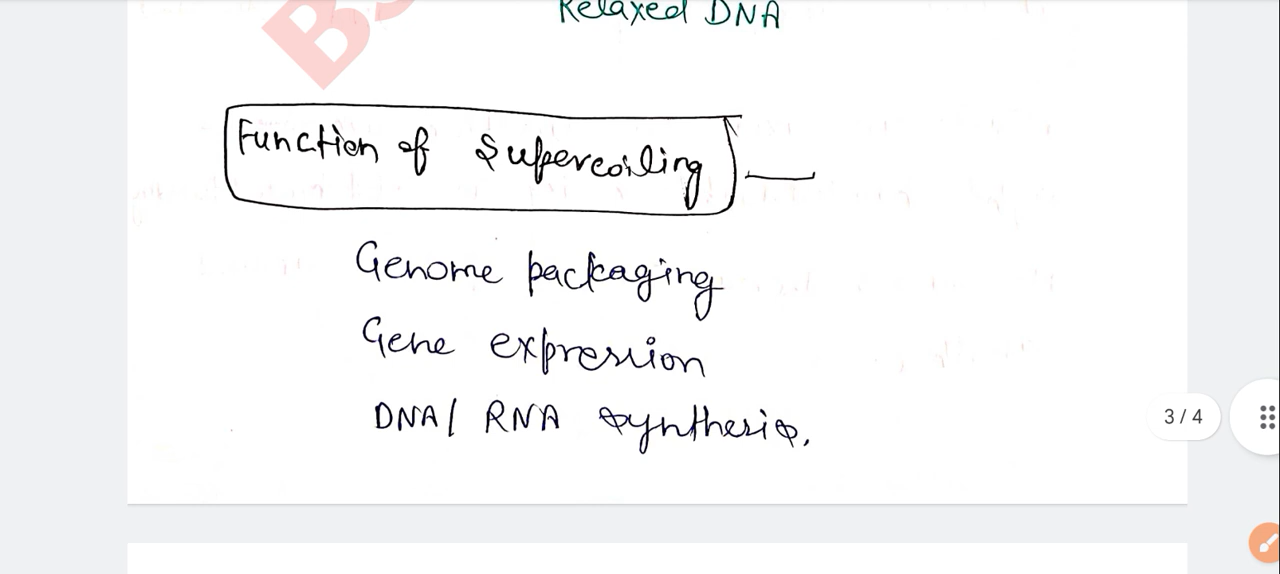 Relaxed DNA
Function of Supercoiling
Genome packaging
Gene expression
DNA/ RNA synthesis.
3 / 4